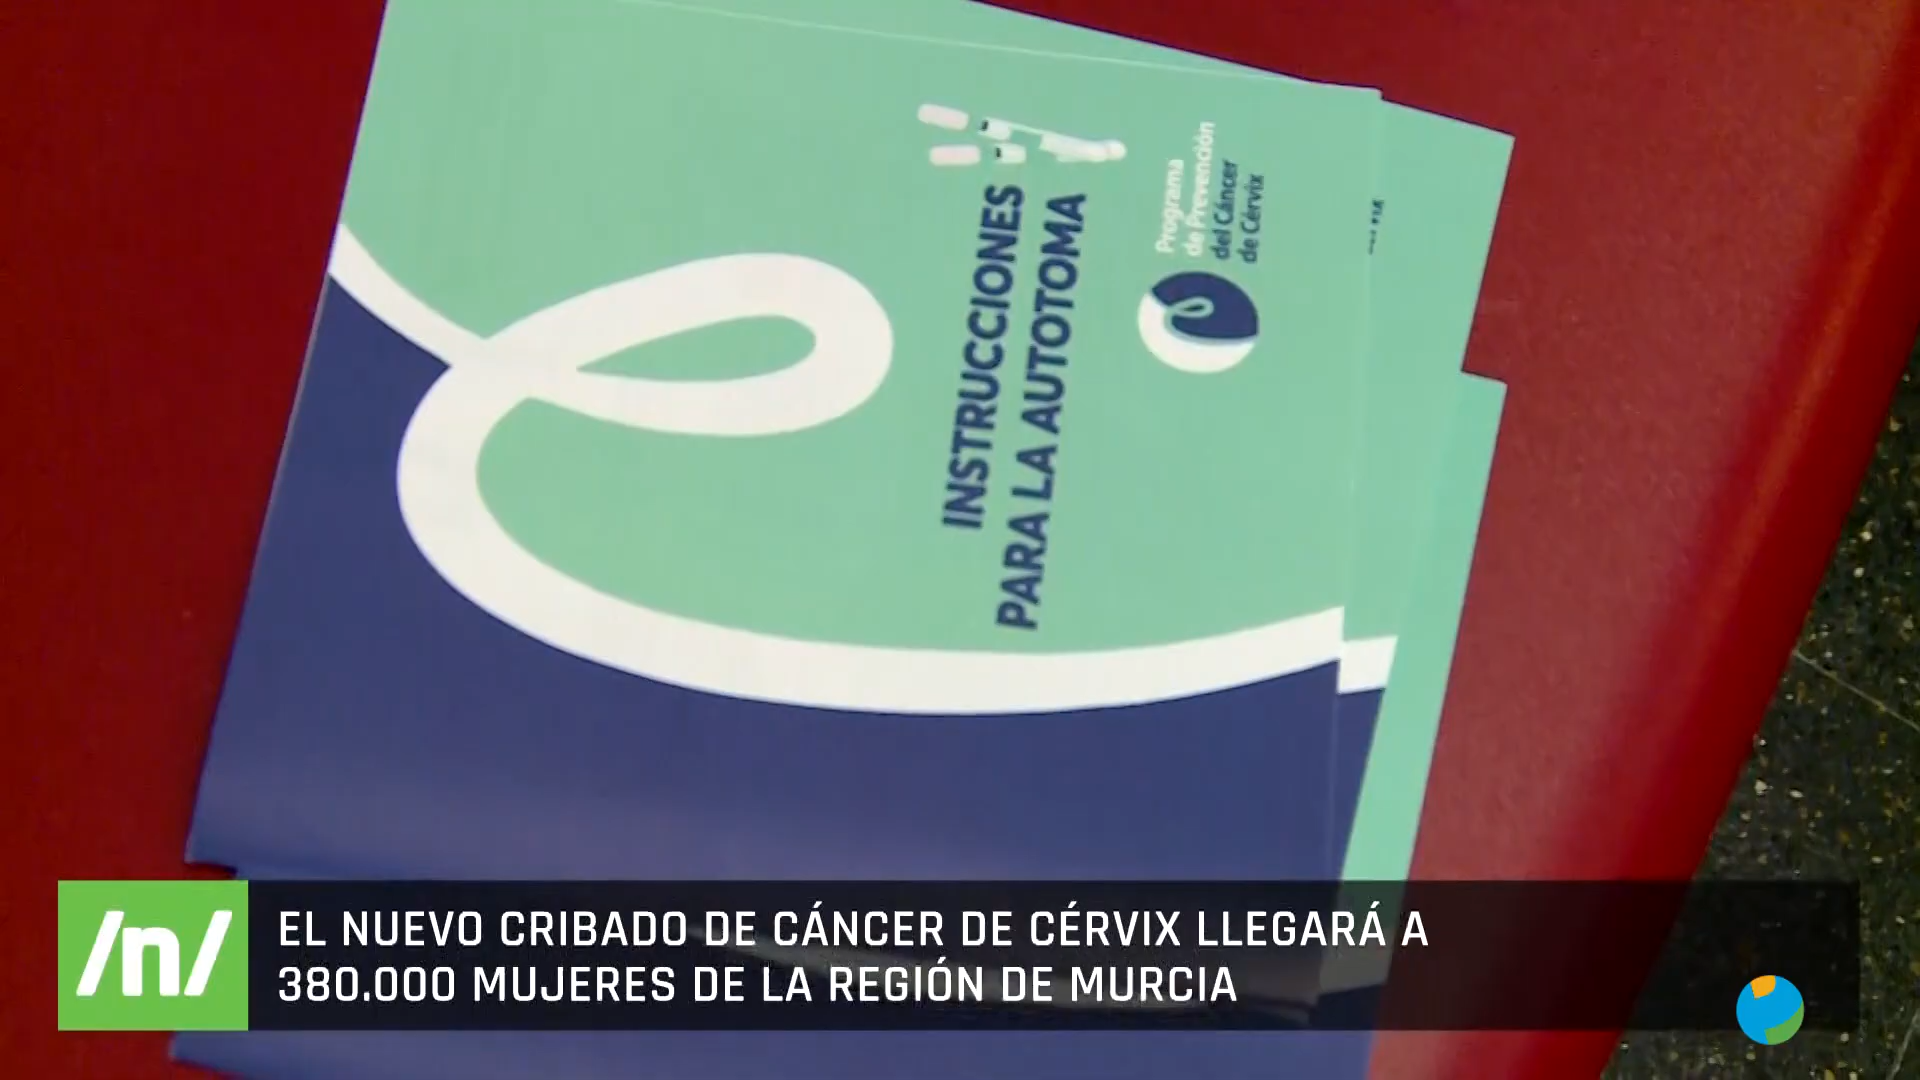 INSTRUCCIONES
PARA LA AUTOTOMA
Programa
de Prevención
del Cáncer
de Cérvix
/n/
EL NUEVO CRIBADO DE CÁNCER DE CÉRVIX LLEGARÁ A
380.000 MUJERES DE LA REGIÓN DE MURCIA